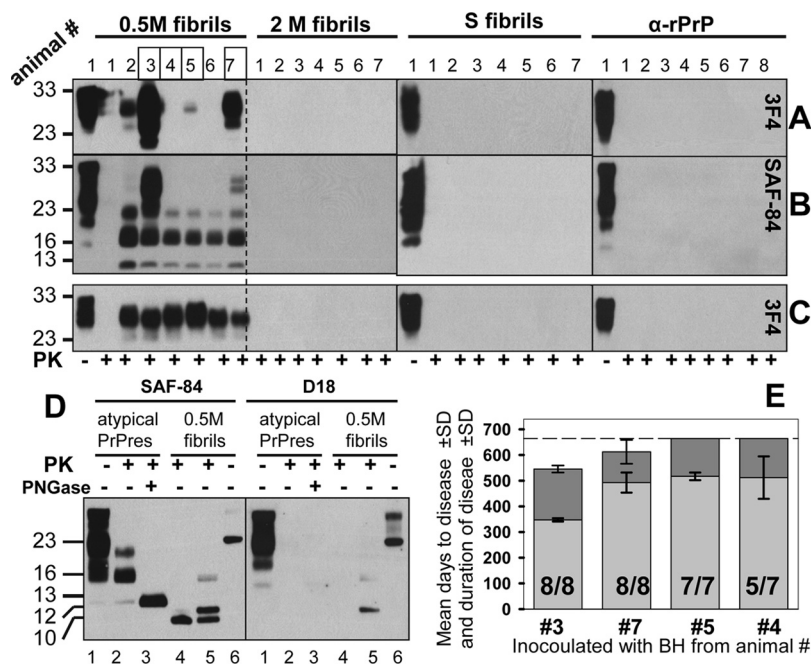 0.5M fibrils 2 M fibrils S fibrils α-rPrP
animal #
1 1 2 3 4 5 6 7 1 2 3 4 5 6 7 1 1 2 3 4 5 6 7 1 1 2 3 4 5 6 7 8
33
23
3F4
A
33
23
16
13
SAF-84
B
33
23
3F4
C
PK - + + + + + + + + + + + + + + - + + + + + + + - + + + + + + + +
D
SAF-84 D18
atypical PrPres 0.5M fibrils atypical PrPres 0.5M fibrils
PK - + + + + - - + + + + -
PNGase + - - + - -
23
16
13
12
10
1 2 3 4 5 6 1 2 3 4 5 6
E
Mean days to disease ±SD
and duration of diseae ±SD
700
600
500
400
300
200
100
0
8/8 8/8 7/7 5/7
#3 #7 #5 #4
Inocoulated with BH from animal #